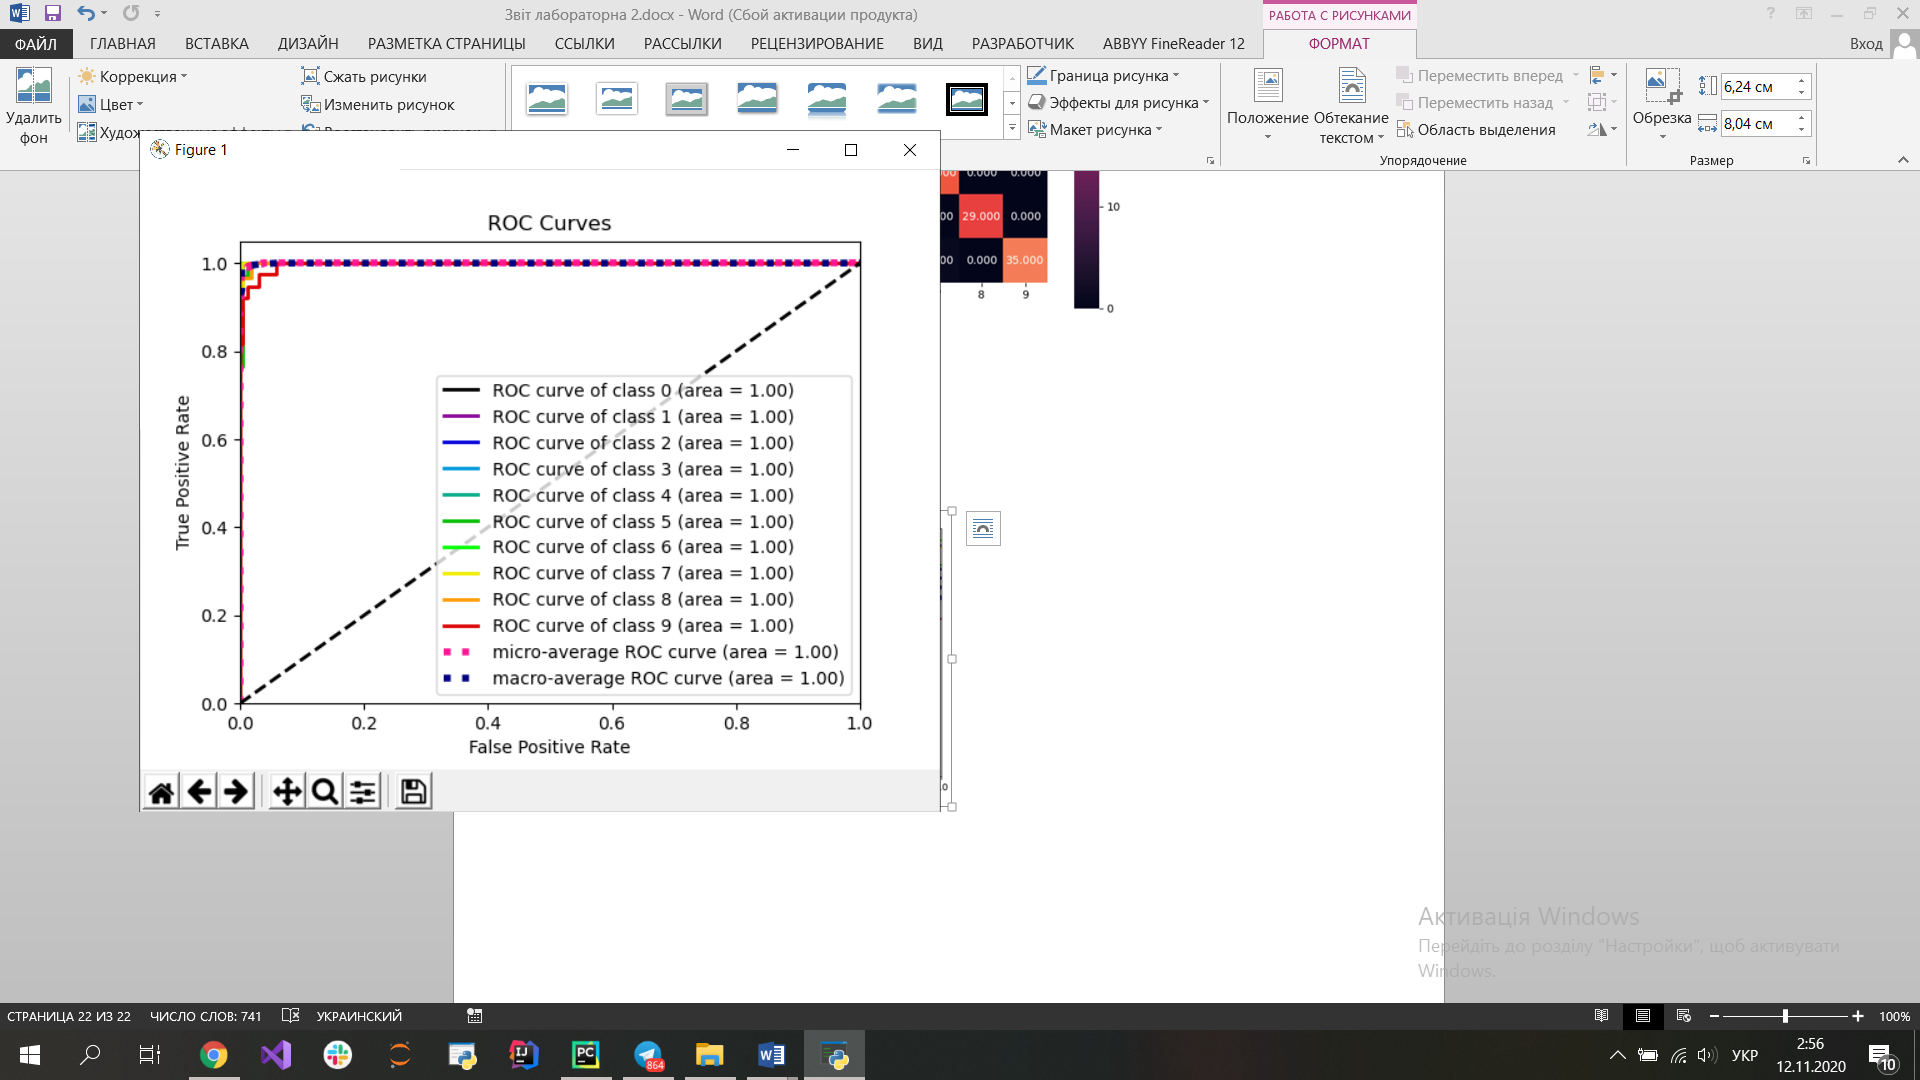 Звіт лабораторна 2.docx - Word (Сбой активации продукта)
РАБОТА С РИСУНКАМИ
ФАЙЛ ГЛАВНАЯ ВСТАВКА ДИЗАЙН РАЗМЕТКА СТРАНИЦЫ ССЫЛКИ РАССЫЛКИ РЕЦЕНЗИРОВАНИЕ ВИД РАЗРАБОТЧИК ABBYY FineReader 12 ФОРМАТ Вход
Удалить фон
Коррекция
Цвет
Сжать рисунки
Изменить рисунок
Граница рисунка
Эффекты для рисунка
Макет рисунка
Положение
Обтекание текстом
Переместить вперед
Переместить назад
Область выделения
Упорядочение
Обрезка
6,24 см
8,04 см
Размер
Figure 1
ROC Curves
1.0
0.8
0.6
0.4
0.2
0.0
True Positive Rate
ROC curve of class 0 (area = 1.00)
ROC curve of class 1 (area = 1.00)
ROC curve of class 2 (area = 1.00)
ROC curve of class 3 (area = 1.00)
ROC curve of class 4 (area = 1.00)
ROC curve of class 5 (area = 1.00)
ROC curve of class 6 (area = 1.00)
ROC curve of class 7 (area = 1.00)
ROC curve of class 8 (area = 1.00)
ROC curve of class 9 (area = 1.00)
micro-average ROC curve (area = 1.00)
macro-average ROC curve (area = 1.00)
0.0 0.2 0.4 0.6 0.8 1.0
False Positive Rate
0.000 0.000
29.000 0.000
0.000 35.000
8 9
10
0
Активація Windows
Перейдіть до розділу "Настройки", щоб активувати
Windows.
СТРАНИЦА 22 ИЗ 22 ЧИСЛО СЛОВ: 741 УКРАИНСКИЙ
100%
864
УКР
2:56
12.11.2020
10